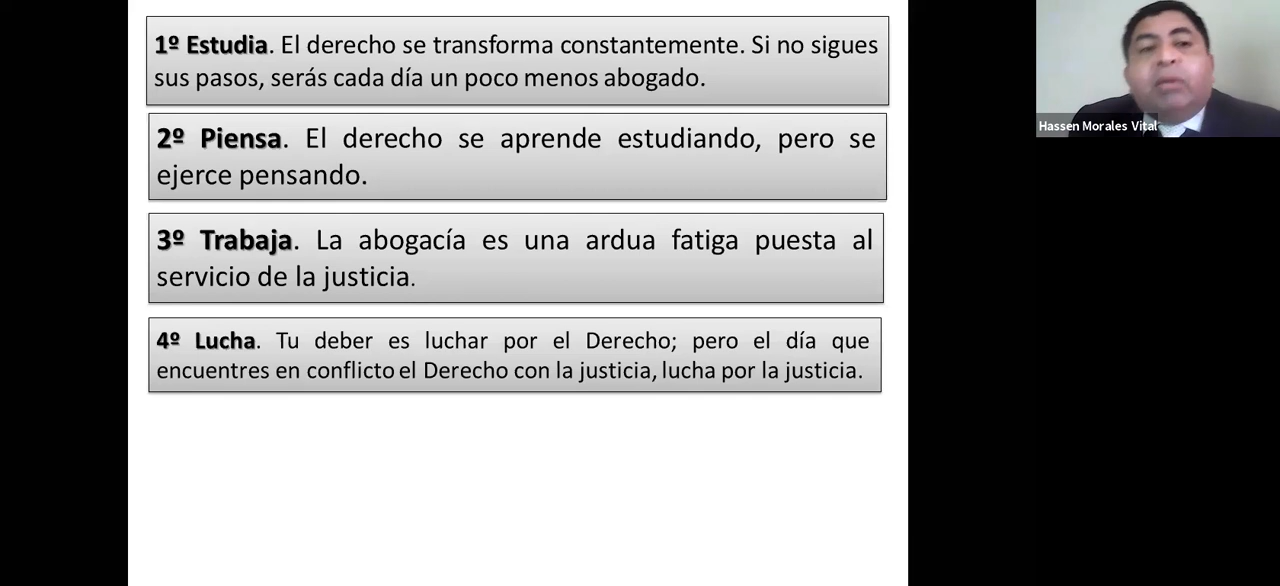 1º Estudia. El derecho se transforma constantemente. Si no sigues
sus pasos, serás cada día un poco menos abogado.
2º Piensa. El derecho se aprende estudiando, pero se
ejerce pensando.
3º Trabaja. La abogacía es una ardua fatiga puesta al
servicio de la justicia.
4º Lucha. Tu deber es luchar por el Derecho; pero el día que
encuentres en conflicto el Derecho con la justicia, lucha por la justicia.
Hassen Morales Vital